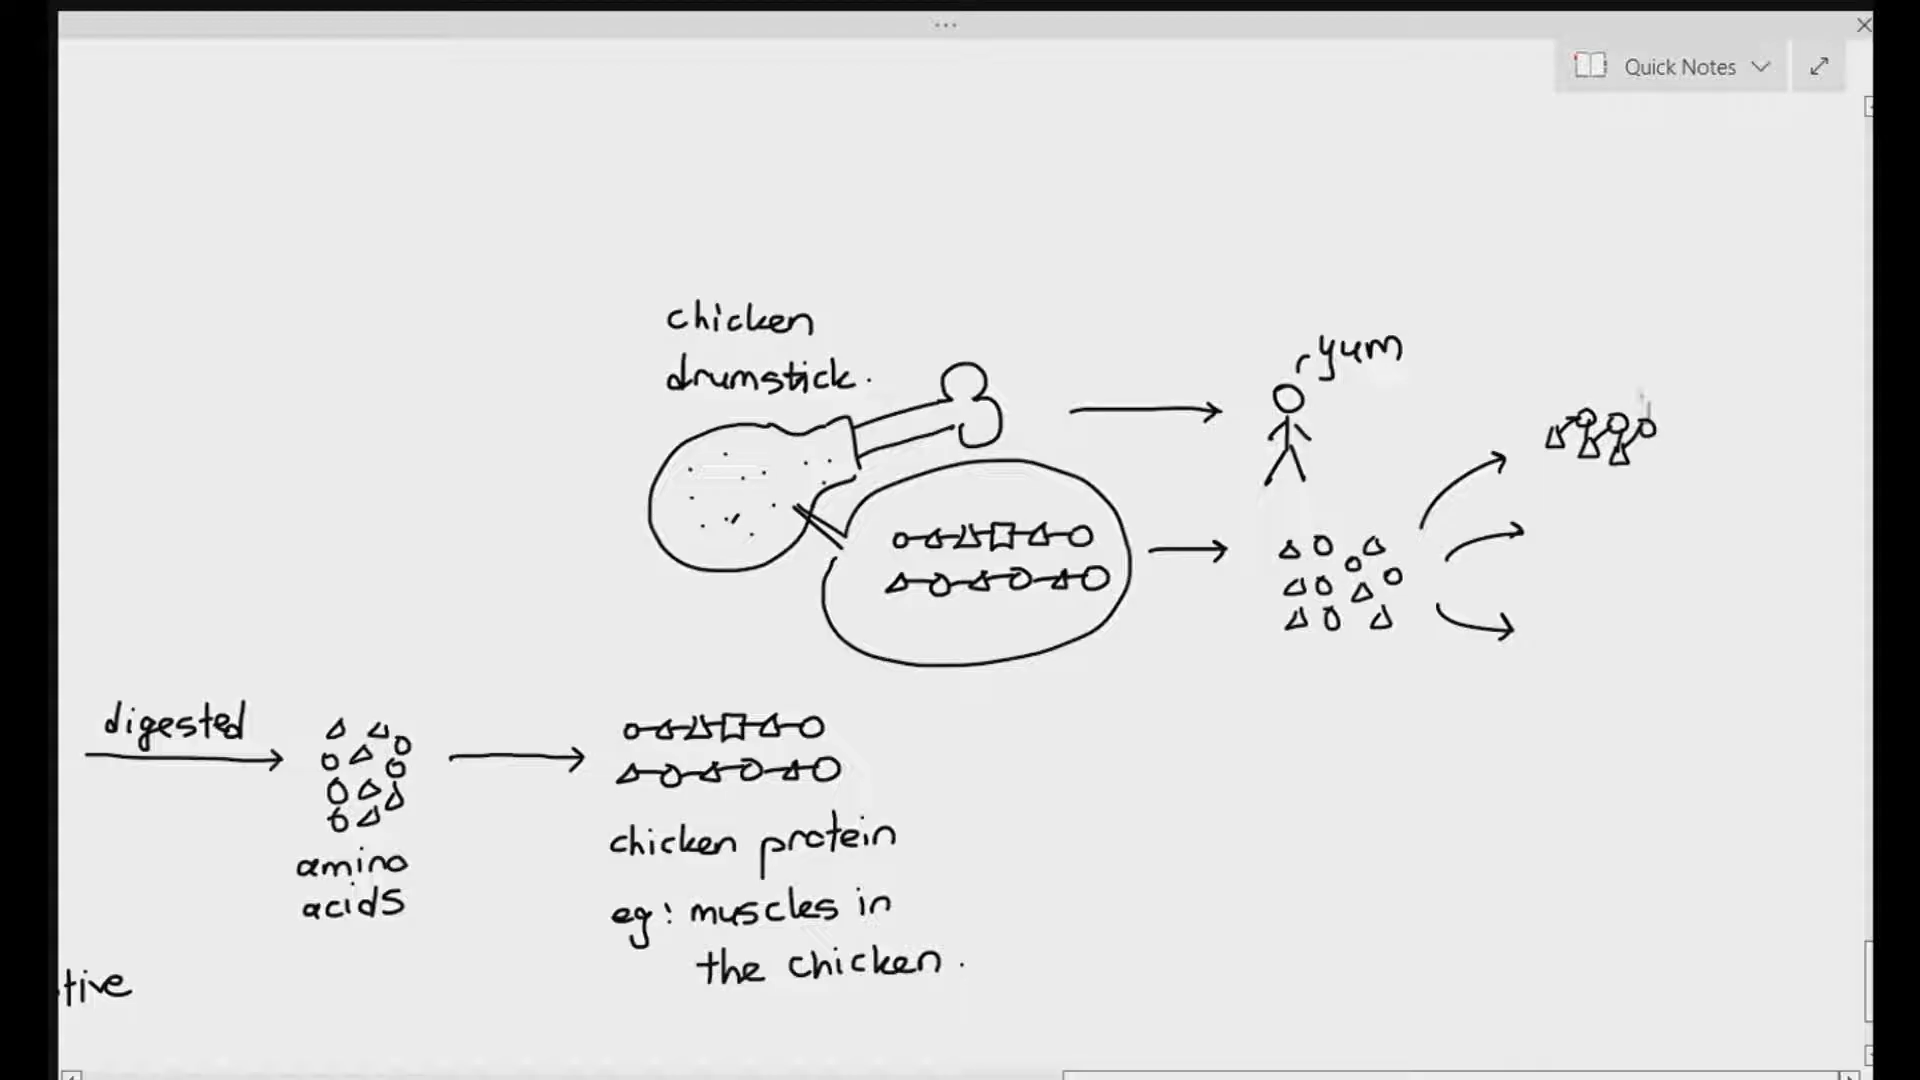 Quick Notes
chicken
drumstick.
yum
digested
amino
acids
chicken protein
eg: muscles in
the chicken.
tive